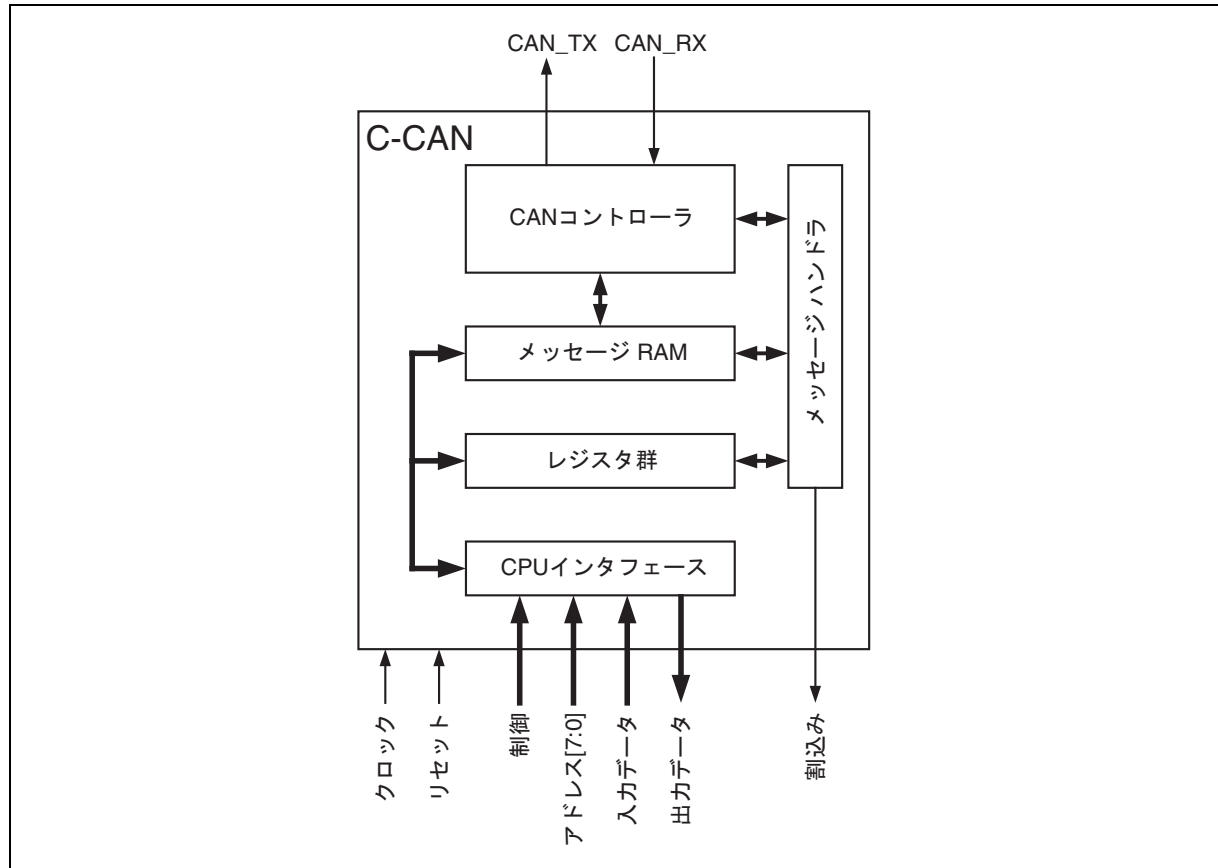 CAN_TX CAN_RX
C-CAN
CANコントローラ
メッセージ ハンドラ
メッセージ RAM
レジスタ群
CPUインタフェース
クロック
リセット
制御
アドレス[7:0]
入力データ
出力データ
割込み